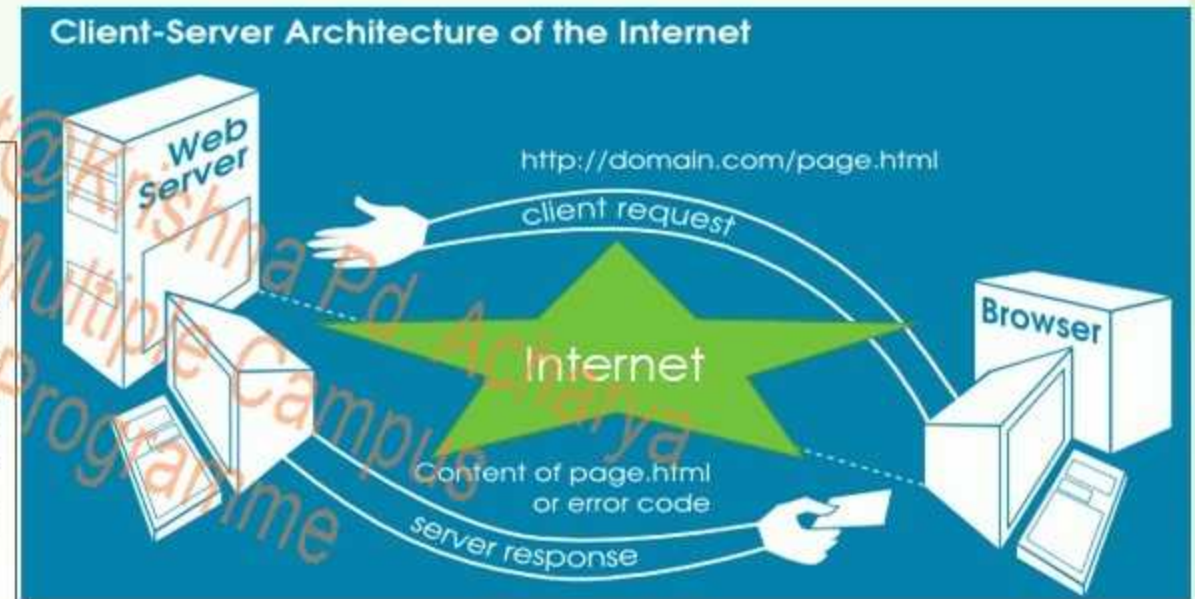 Client-Server Architecture of the Internet
Web
Server
http://domain.com/page.html
client request
Browser
Internet
Content of page.html
or error code
server response
t@Krishna Pd. Acharya
Multiple Campus
Programme